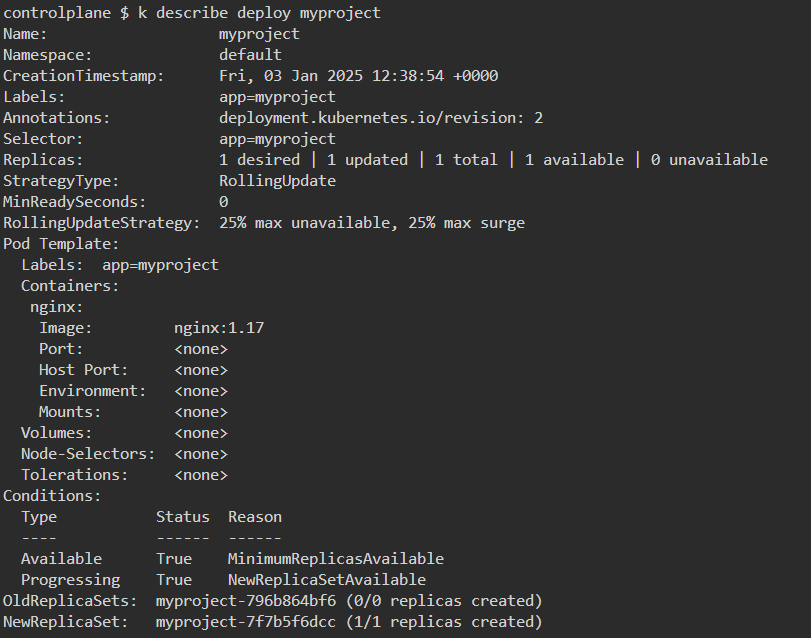 controlplane $ k describe deploy myproject
Name:                   myproject
Namespace:              default
CreationTimestamp:      Fri, 03 Jan 2025 12:38:54 +0000
Labels:                 app=myproject
Annotations:            deployment.kubernetes.io/revision: 2
Selector:               app=myproject
Replicas:               1 desired | 1 updated | 1 total | 1 available | 0 unavailable
StrategyType:           RollingUpdate
MinReadySeconds:        0
RollingUpdateStrategy:  25% max unavailable, 25% max surge
Pod Template:
  Labels:  app=myproject
  Containers:
   nginx:
    Image:         nginx:1.17
    Port:          <none>
    Host Port:     <none>
    Environment:   <none>
    Mounts:        <none>
  Volumes:         <none>
  Node-Selectors:  <none>
  Tolerations:     <none>
Conditions:
  Type           Status  Reason
  ----           ------  ------
  Available      True    MinimumReplicasAvailable
  Progressing    True    NewReplicaSetAvailable
OldReplicaSets:  myproject-796b864bf6 (0/0 replicas created)
NewReplicaSet:   myproject-7f7b5f6dcc (1/1 replicas created)